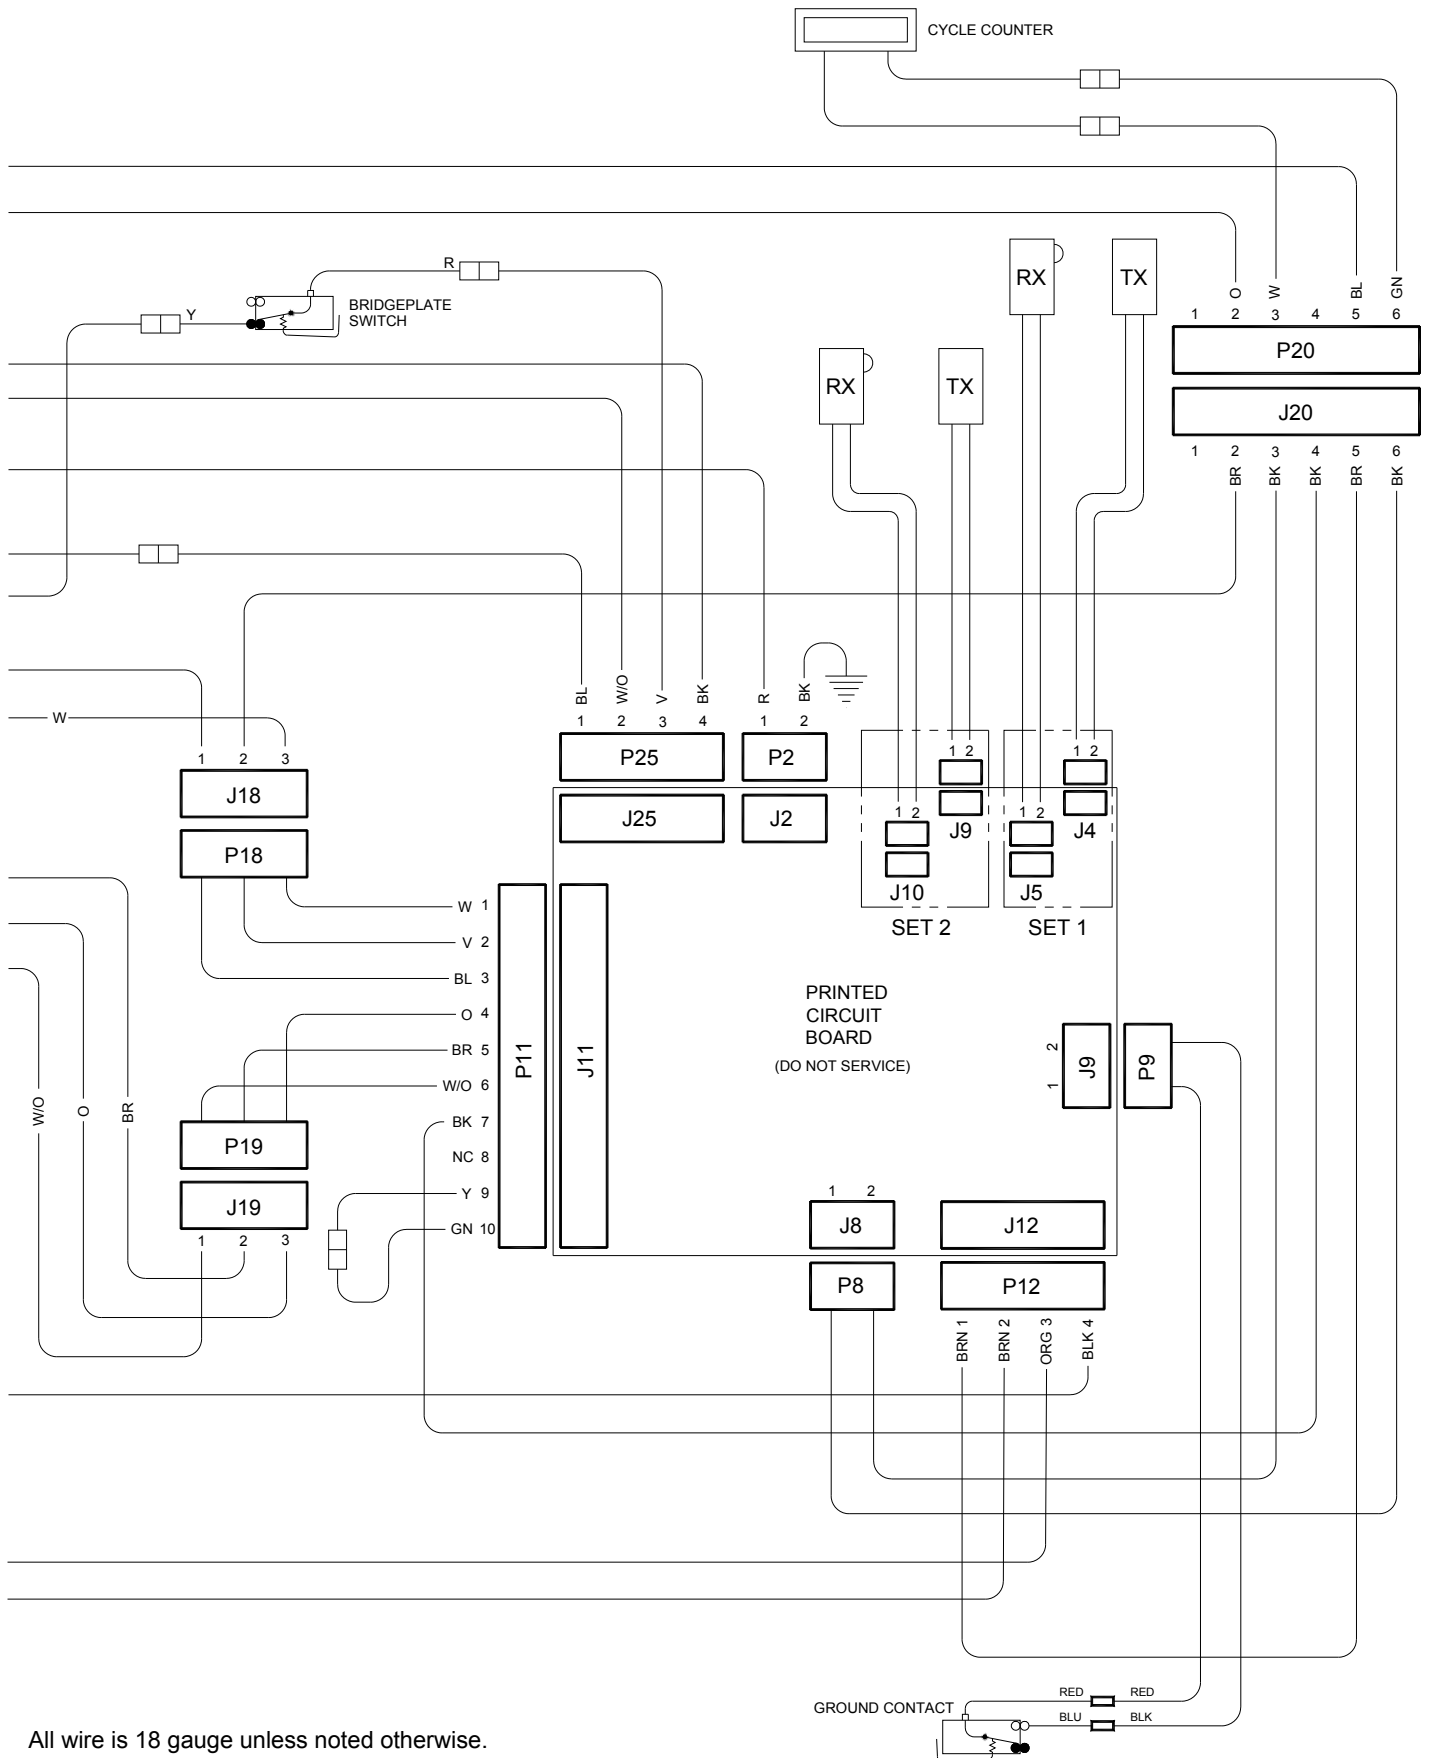 CYCLE COUNTER
R
BRIDGEPLATE
SWITCH
Y
RX
TX
RX
TX
O
W
BL
GN
1 2 3 4 5 6
P20
J20
1 2 3 4 5 6
BR
BK
BK
BR
BK
W
1 2 3
J18
P18
BL
W/O
V
BK
R
BK
1 2 3 4
1 2
P25
P2
J25
J2
1 2
1 2
1 2
1 2
J9
J4
J10
J5
SET 2
SET 1
W 1
V 2
BL 3
O 4
BR 5
W/O 6
BK 7
NC 8
Y 9
GN 10
P11
J11
PRINTED
CIRCUIT
BOARD
(DO NOT SERVICE)
2
1
J9
P9
W/O
O
BR
P19
J19
1 2 3
1 2
J8
J12
P8
P12
BRN 1
BRN 2
ORG 3
BLK 4
GROUND CONTACT
RED
RED
BLU
BLK
All wire is 18 gauge unless noted otherwise.